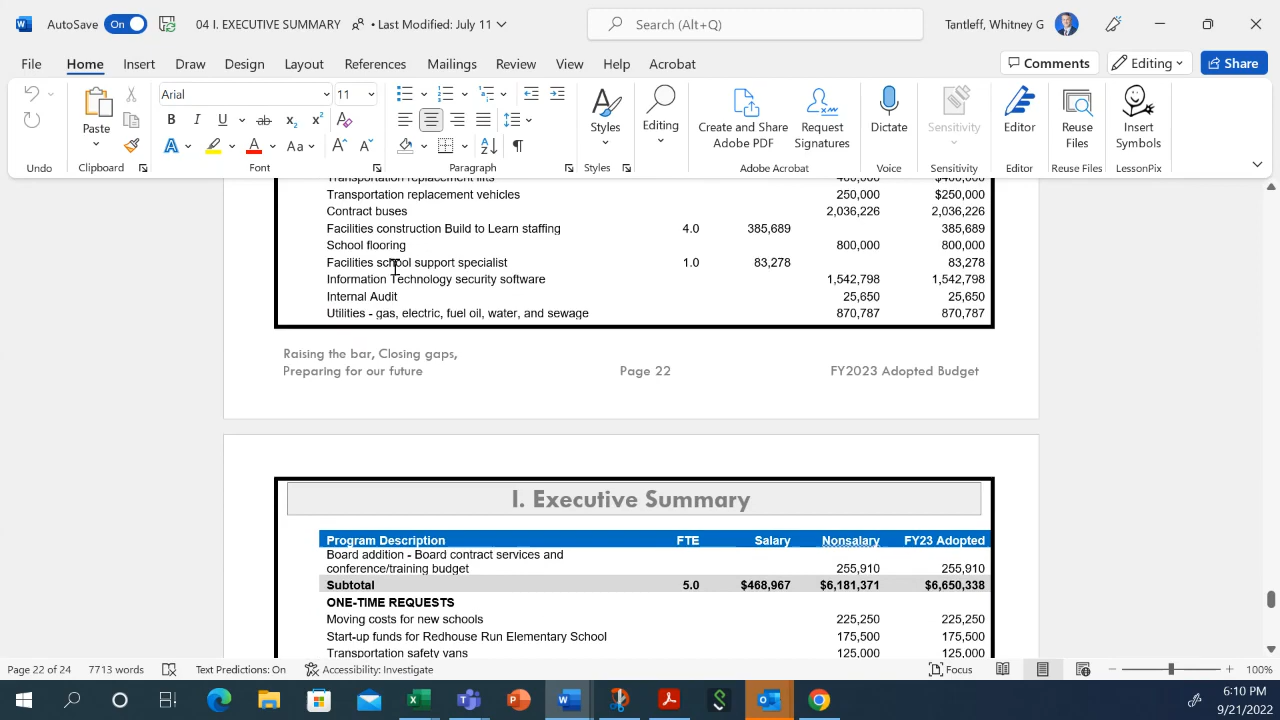 AutoSave On 04 I. EXECUTIVE SUMMARY • Last Modified: July 11 Search (Alt+Q) Tantleff, Whitney G
File Home Insert Draw Design Layout References Mailings Review View Help Acrobat Comments Editing Share
Arial 11
Paste Styles Editing Create and Share Adobe PDF Request Signatures Dictate Sensitivity Editor Reuse Files Insert Symbols
Undo Clipboard Font Paragraph Styles Adobe Acrobat Voice Sensitivity Editor Reuse Files LessonPix
Transportation replacement lifts 400,000 $400,000
Transportation replacement vehicles 250,000 $250,000
Contract buses 2,036,226 2,036,226
Facilities construction Build to Learn staffing 4.0 385,689 385,689
School flooring 800,000 800,000
Facilities school support specialist 1.0 83,278 83,278
Information Technology security software 1,542,798 1,542,798
Internal Audit 25,650 25,650
Utilities - gas, electric, fuel oil, water, and sewage 870,787 870,787
Raising the bar, Closing gaps,
Preparing for our future Page 22 FY2023 Adopted Budget
I. Executive Summary
Program Description FTE Salary Nonsalary FY23 Adopted
Board addition - Board contract services and
conference/training budget 255,910 255,910
Subtotal 5.0 $468,967 $6,181,371 $6,650,338
ONE-TIME REQUESTS
Moving costs for new schools 225,250 225,250
Start-up funds for Redhouse Run Elementary School 175,500 175,500
Transportation safety vans 125,000 125,000
Page 22 of 24 7713 words Text Predictions: On Accessibility: Investigate Focus 100%
6:10 PM
9/21/2022